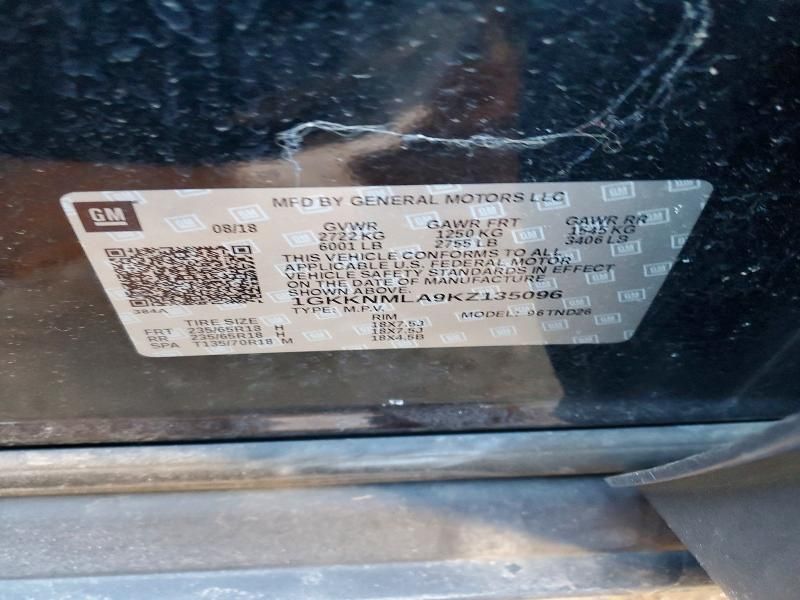 MFD BY GENERAL MOTORS LLC
GM
08/18
GVWR GAWR FRT GAWR RR
2722 KG 1250 KG 1545 KG
6001 LB 2755 LB 3406 LB
THIS VEHICLE CONFORMS TO ALL
APPLICABLE U.S. FEDERAL MOTOR
VEHICLE SAFETY STANDARDS IN EFFECT
ON THE DATE OF MANUFACTURE
SHOWN ABOVE.
1GKKNMLA9KZ135096
384A
TYPE: M.P.V. MODEL: 06TND26
TIRE SIZE RIM
FRT 235/65R18 H 18X7.5J
RR 235/65R18 H 18X7.5J
SPA T135/70R18 M 18X4.5B